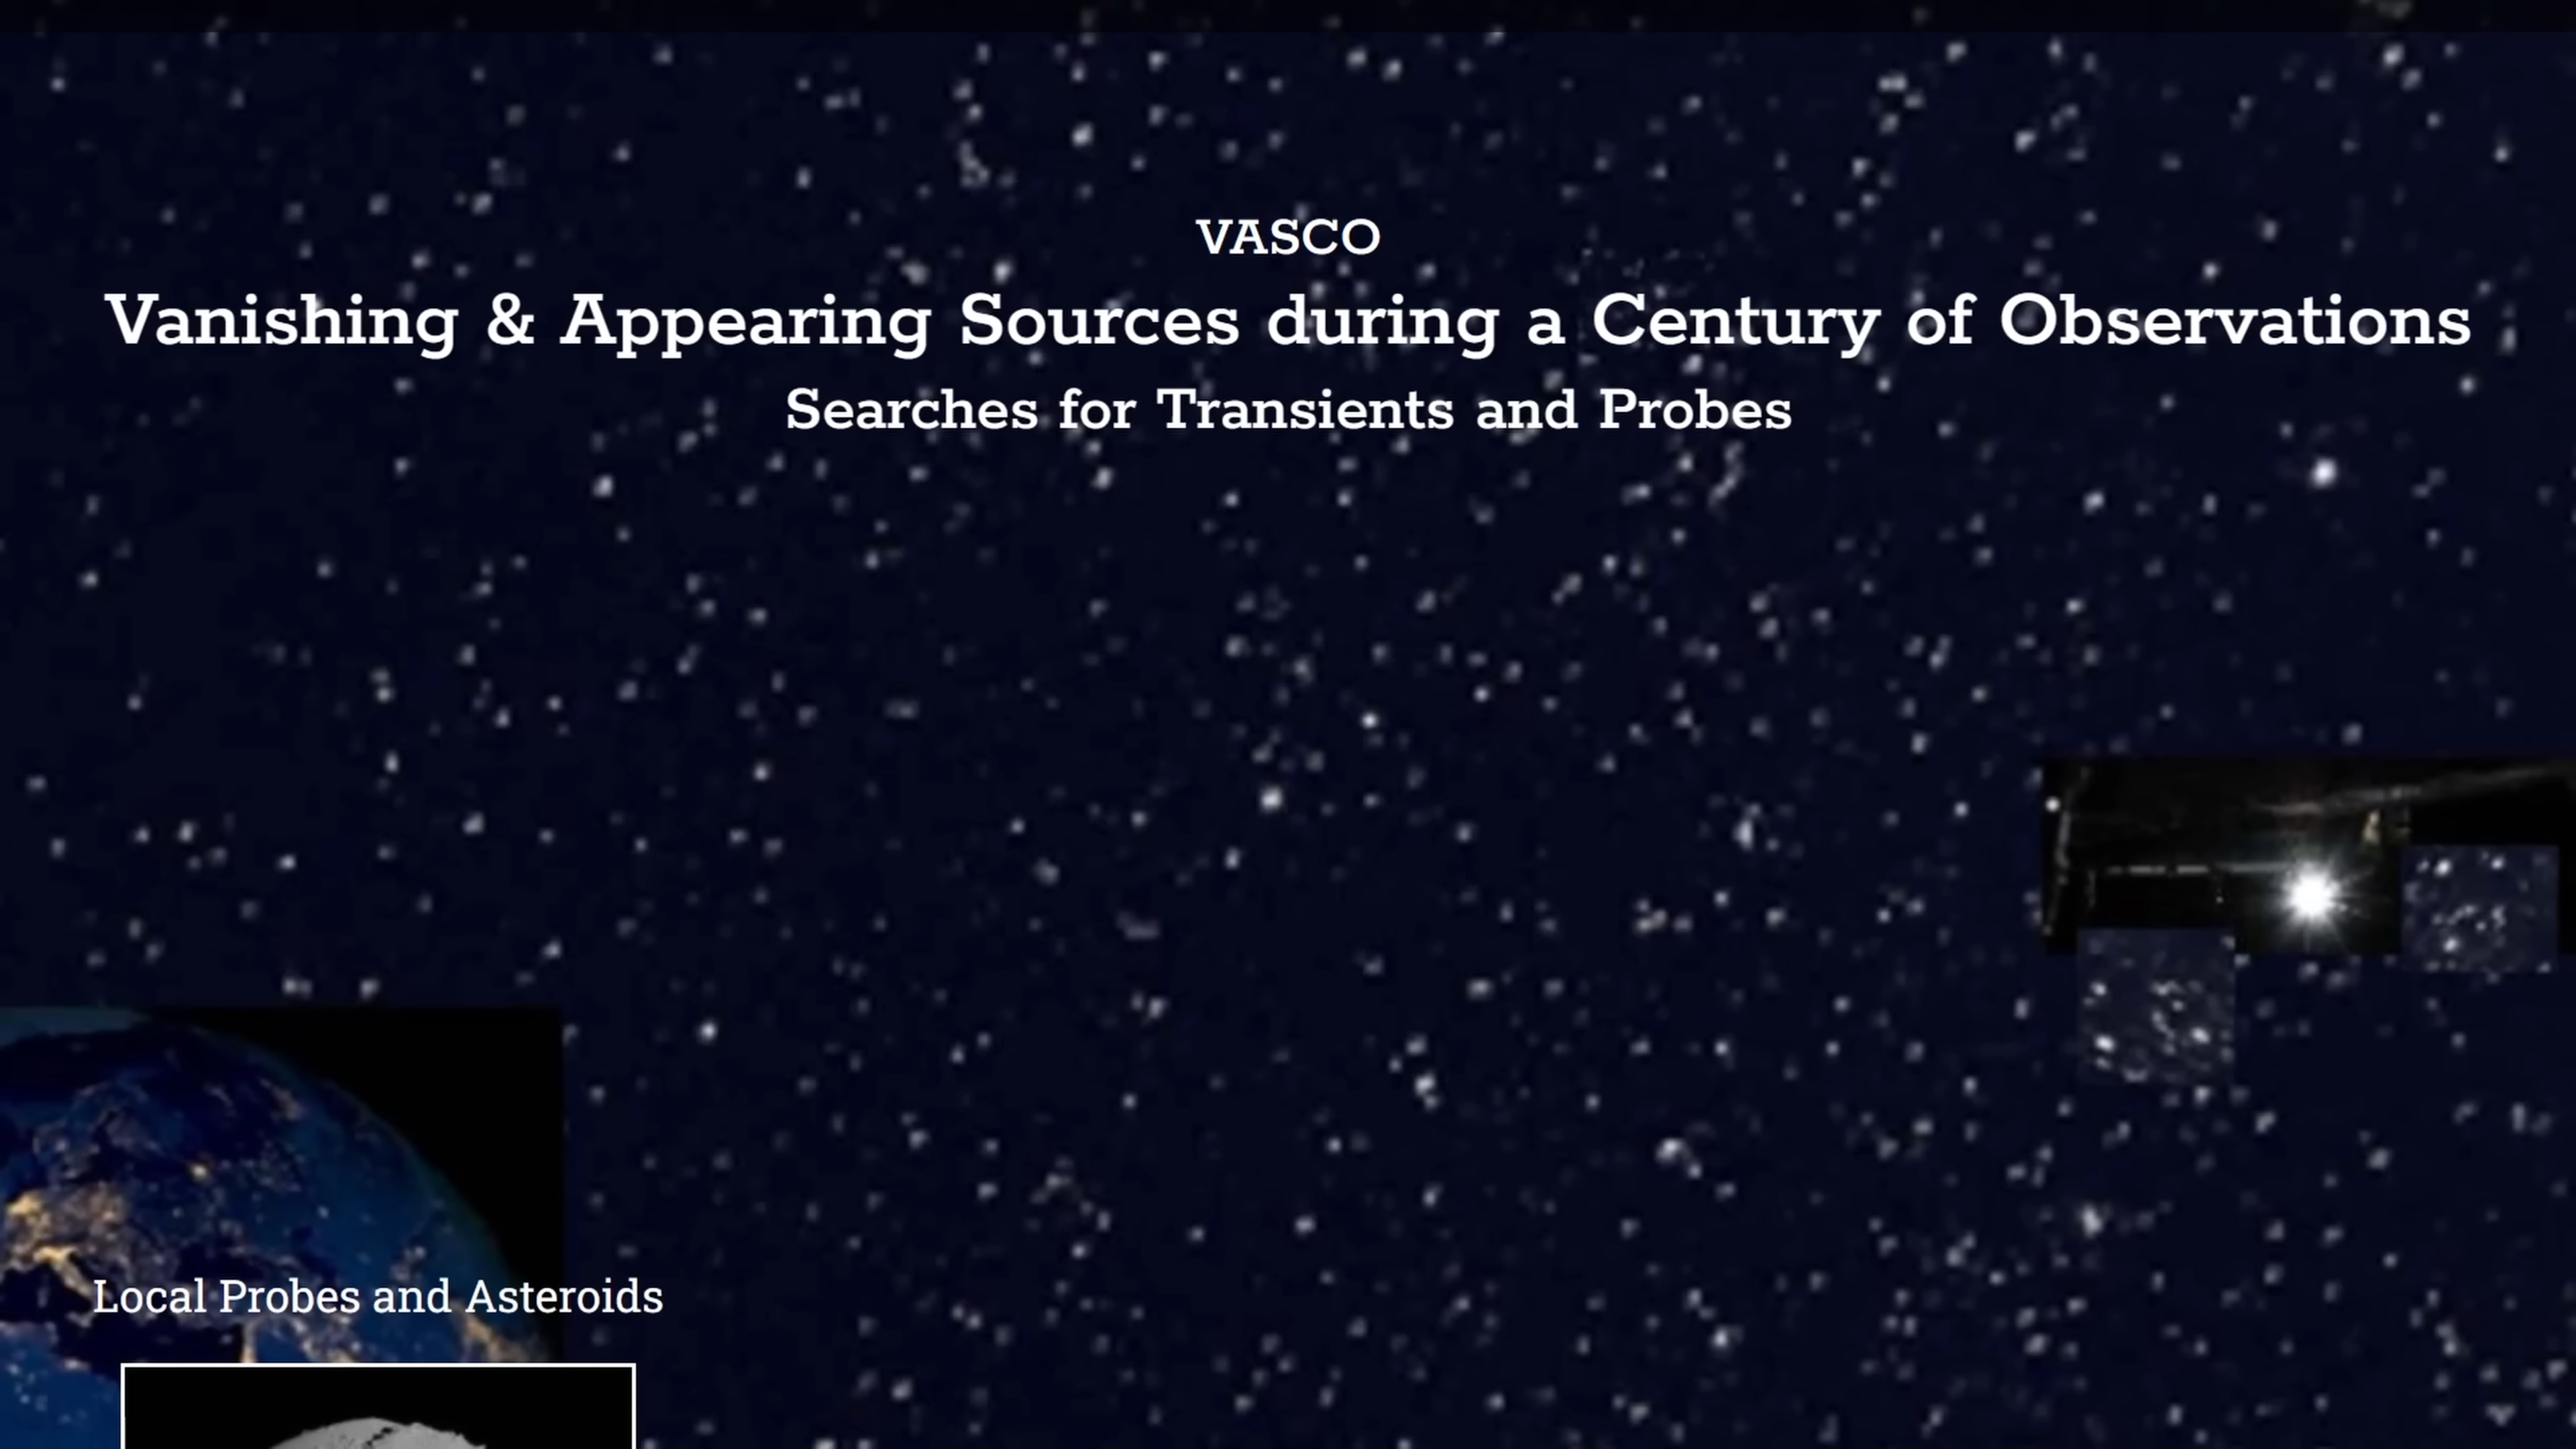 VASCO
Vanishing & Appearing Sources during a Century of Observations
Searches for Transients and Probes
Local Probes and Asteroids